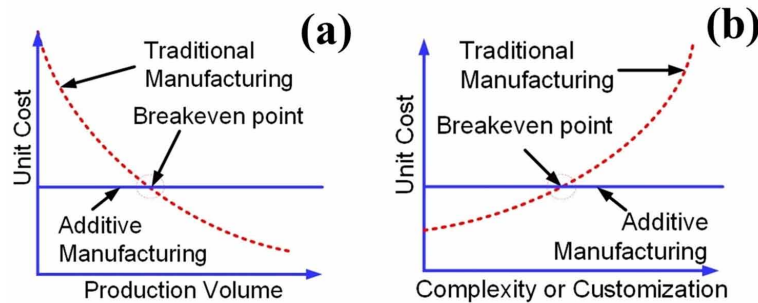 (a)
Traditional
Manufacturing
Breakeven point
Unit Cost
Additive
Manufacturing
Production Volume
(b)
Traditional
Manufacturing
Breakeven point
Unit Cost
Additive
Manufacturing
Complexity or Customization